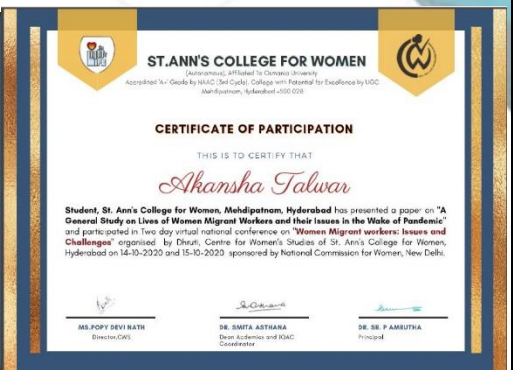 ST.ANN'S COLLEGE FOR WOMEN
(Autonomous), Affiliated To Osmania University
Accredited 'A+' Grade by NAAC (3rd Cycle), College with Potential for Excellence by UGC
Mehdipatnam, Hyderabad -500 028
CERTIFICATE OF PARTICIPATION
THIS IS TO CERTIFY THAT
Akansha Talwar
Student, St. Ann's College for Women, Mehdipatnam, Hyderabad has presented a paper on "A
General Study on Lives of Women Migrant Workers and their Issues in the Wake of Pandemic"
and participated in Two day virtual national conference on "Women Migrant workers: Issues and
Challenges" organised by Dhruti, Centre for Women's Studies of St. Ann's College for Women,
Hyderabad on 14-10-2020 and 15-10-2020 sponsored by National Commission for Women, New Delhi.
MS.POPY DEVI NATH
Director,CWS
DR. SMITA ASTHANA
Dean Academics and IQAC
Coordinator
DR. SR. P AMRUTHA
Principal